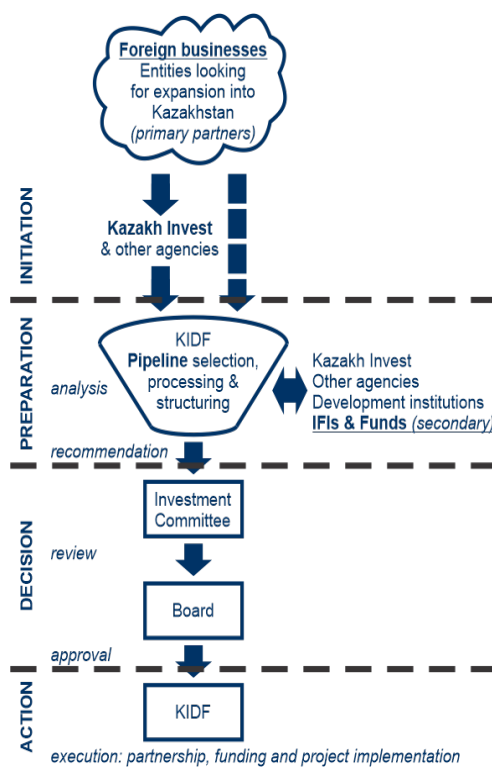 Foreign businesses
Entities looking
for expansion into
Kazakhstan
(primary partners)
INITIATION
Kazakh Invest
& other agencies
PREPARATION
KIDF
Pipeline selection,
processing &
structuring
analysis
Kazakh Invest
Other agencies
Development institutions
IFIs & Funds (secondary)
recommendation
DECISION
Investment
Committee
review
Board
approval
ACTION
KIDF
execution: partnership, funding and project implementation